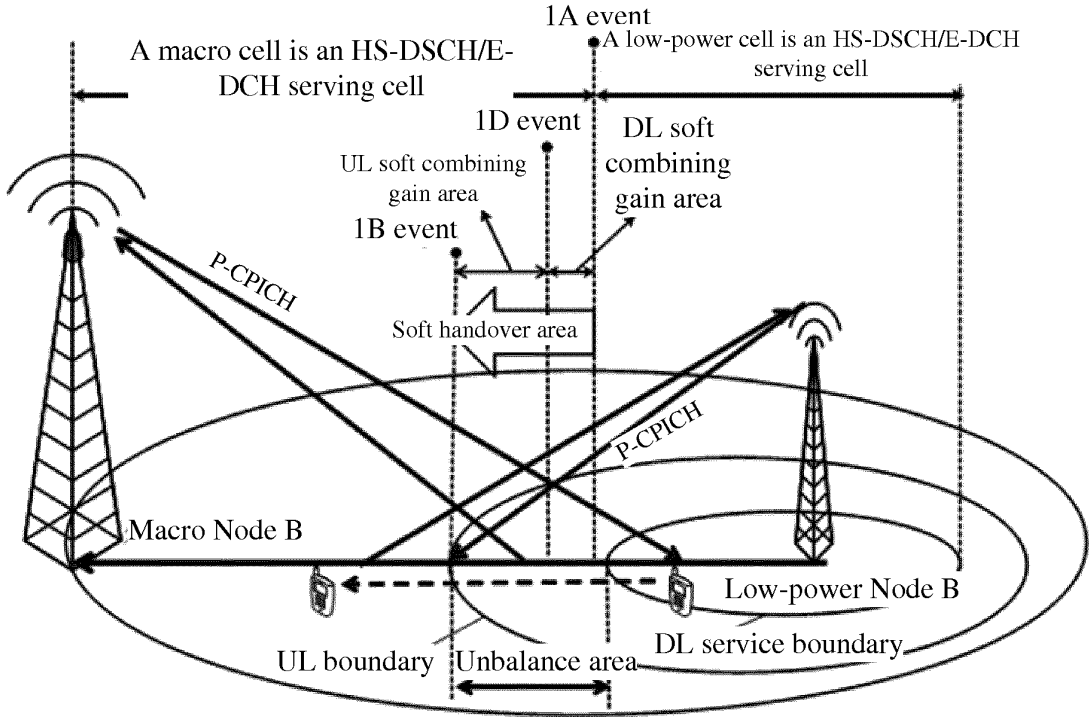 1A event
A macro cell is an HS-DSCH/E-
DCH serving cell
A low-power cell is an HS-DSCH/E-DCH
serving cell
1D event
DL soft
combining
gain area
UL soft combining
gain area
1B event
P-CPICH
Soft handover area
P-CPICH
Macro Node B
Low-power Node B
DL service boundary
UL boundary
Unbalance area